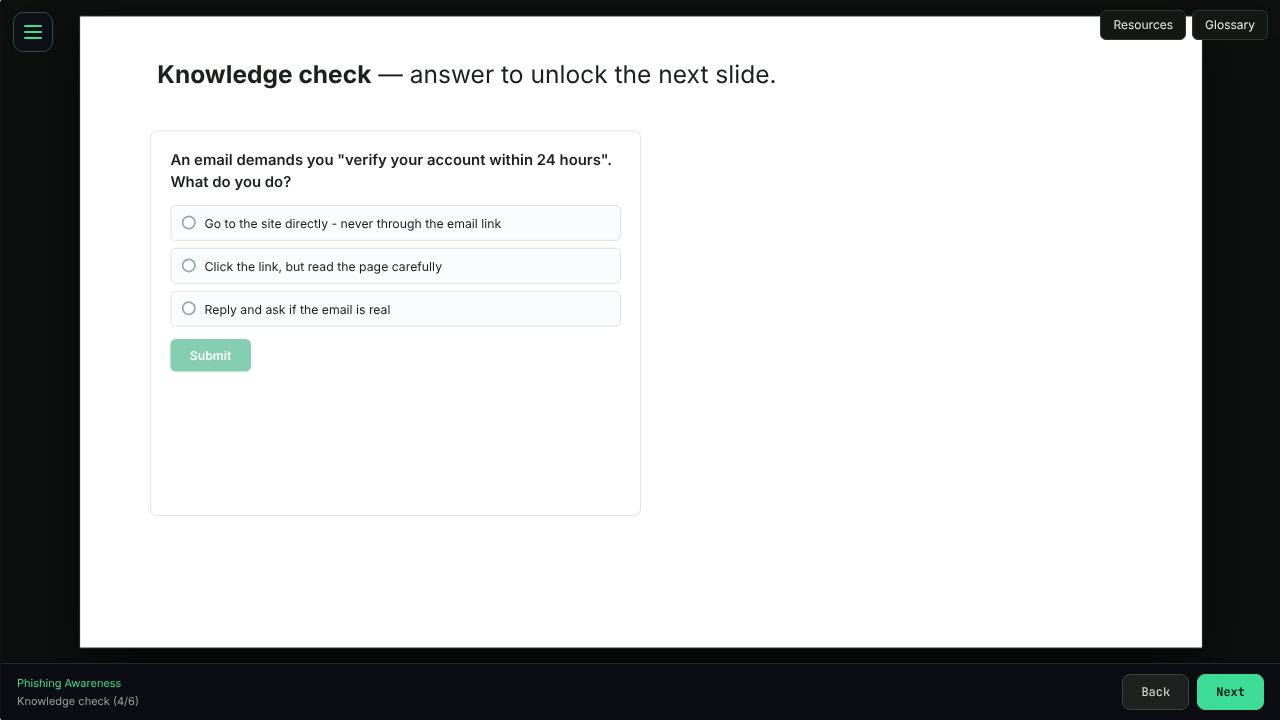 Resources
Glossary
Knowledge check — answer to unlock the next slide.
An email demands you "verify your account within 24 hours".
What do you do?
Go to the site directly - never through the email link
Click the link, but read the page carefully
Reply and ask if the email is real
Submit
Phishing Awareness
Knowledge check (4/6)
Back
Next